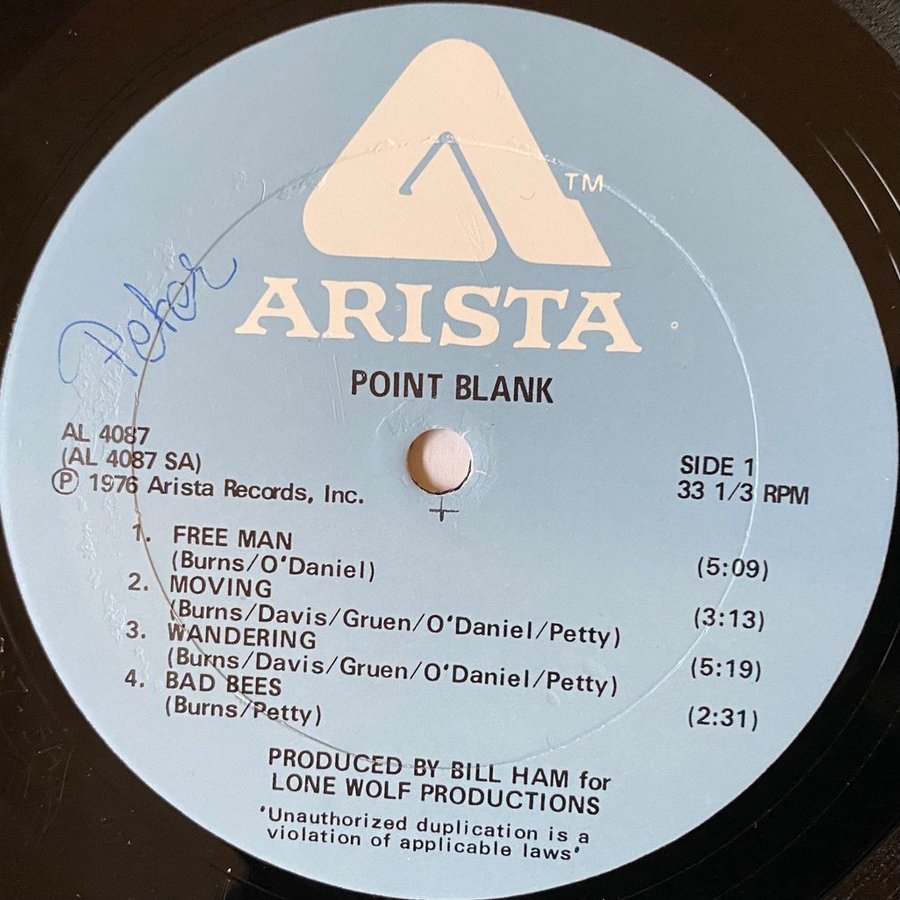 TM
ARISTA
POINT BLANK
AL 4087
(AL 4087 SA)
Ⓟ 1976 Arista Records, Inc.
SIDE 1
33 1/3 RPM
1. FREE MAN
(Burns/O'Daniel) (5:09)
2. MOVING
(Burns/Davis/Gruen/O'Daniel/Petty) (3:13)
3. WANDERING
(Burns/Davis/Gruen/O'Daniel/Petty) (5:19)
4. BAD BEES
(Burns/Petty) (2:31)
PRODUCED BY BILL HAM for
LONE WOLF PRODUCTIONS
'Unauthorized duplication is a
violation of applicable laws'